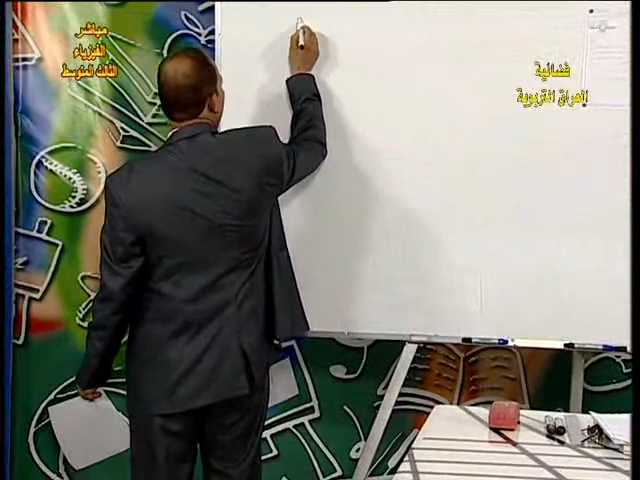 مباشر
الفيزياء
الثالث المتوسط
فضائية
العراق التربوية